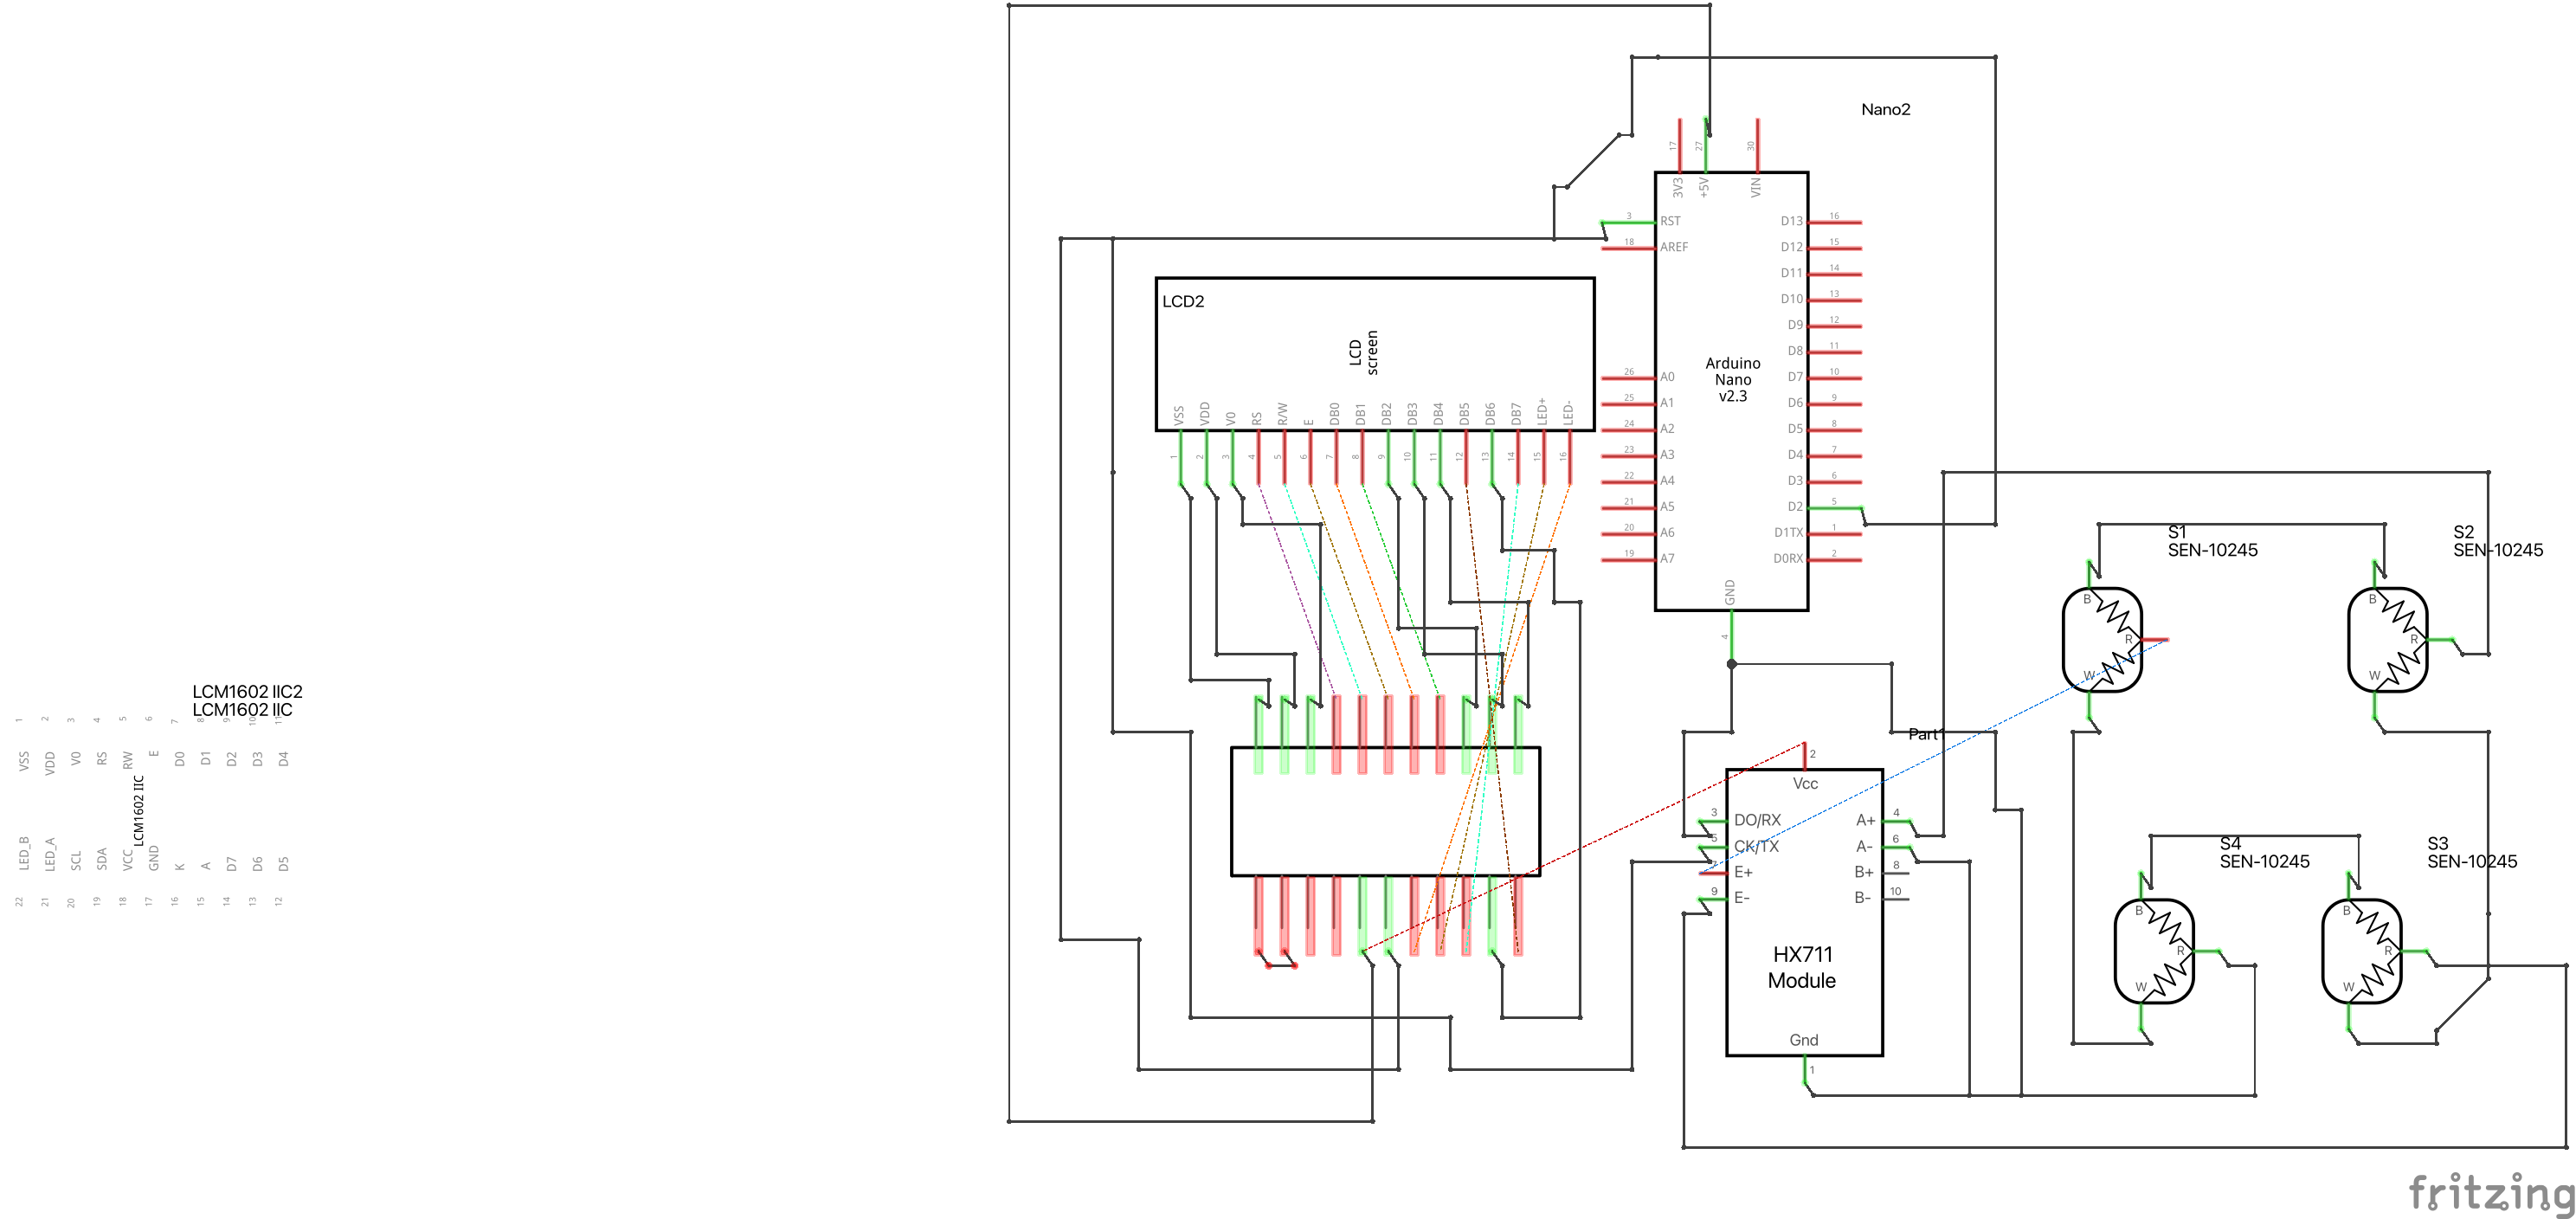 Nano2
17
27
30
3V3
+5V
VIN
3
RST
18
AREF
D13
16
D12
15
D11
14
D10
13
D9
12
D8
11
D7
10
D6
9
D5
8
D4
7
D3
6
D2
5
D1TX
1
D0RX
2
26
A0
25
A1
24
A2
23
A3
22
A4
21
A5
20
A6
19
A7
Arduino
Nano
v2.3
GND
4
LCD2
LCD
screen
VSS
VDD
V0
RS
R/W
E
DB0
DB1
DB2
DB3
DB4
DB5
DB6
DB7
LED+
LED-
1
2
3
4
5
6
7
8
9
10
11
12
13
14
15
16
S1
SEN-10245
B
R
W
S2
SEN-10245
B
R
W
LCM1602 IIC2
LCM1602 IIC
1
2
3
4
5
6
7
8
9
10
11
VSS
VDD
V0
RS
RW
E
D0
D1
D2
D3
D4
LCM1602 IIC
LED_B
LED_A
SCL
SDA
VCC
GND
K
A
D7
D6
D5
22
21
20
19
18
17
16
15
14
13
12
Part1
2
Vcc
3
DO/RX
A+
4
5
CK/TX
A-
6
7
E+
B+
8
9
E-
B-
10
HX711
Module
Gnd
1
S4
SEN-10245
B
R
W
S3
SEN-10245
B
R
W
fritzing